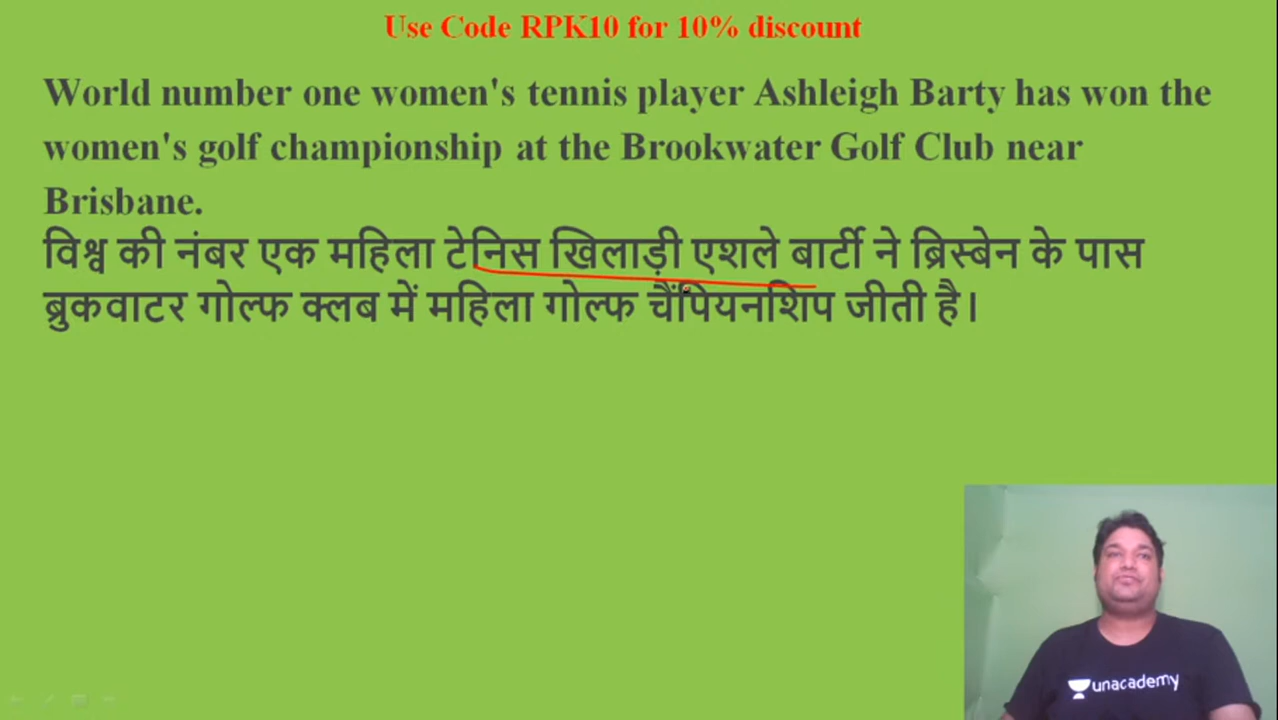 Use Code RPK10 for 10% discount
World number one women's tennis player Ashleigh Barty has won the
women's golf championship at the Brookwater Golf Club near
Brisbane.
विश्व की नंबर एक महिला टेनिस खिलाड़ी एशले बार्टी ने ब्रिस्बेन के पास
ब्रुकवाटर गोल्फ क्लब में महिला गोल्फ चैंपियनशिप जीती है।
unacademy